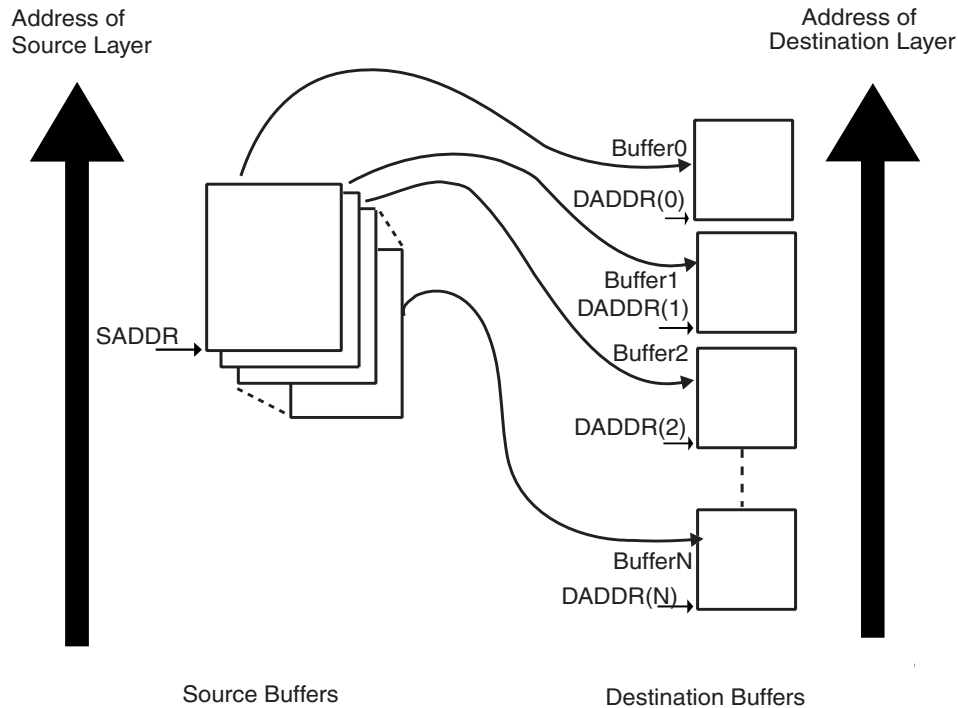 Address of
Source Layer
Address of
Destination Layer
Buffer0
DADDR(0)
Buffer1
DADDR(1)
SADDR
Buffer2
DADDR(2)
BufferN
DADDR(N)
Source Buffers
Destination Buffers